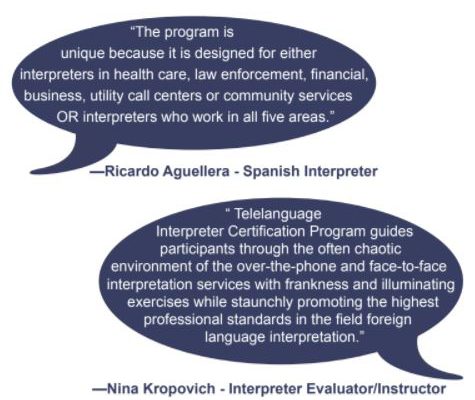 “The program is
unique because it is designed for either
interpreters in health care, law enforcement, financial,
business, utility call centers or community services
OR interpreters who work in all five areas.”
—Ricardo Aguellera - Spanish Interpreter
“ Telelanguage
Interpreter Certification Program guides
participants through the often chaotic
environment of the over-the-phone and face-to-face
interpretation services with frankness and illuminating
exercises while staunchly promoting the highest
professional standards in the field foreign
language interpretation.”
—Nina Kropovich - Interpreter Evaluator/Instructor